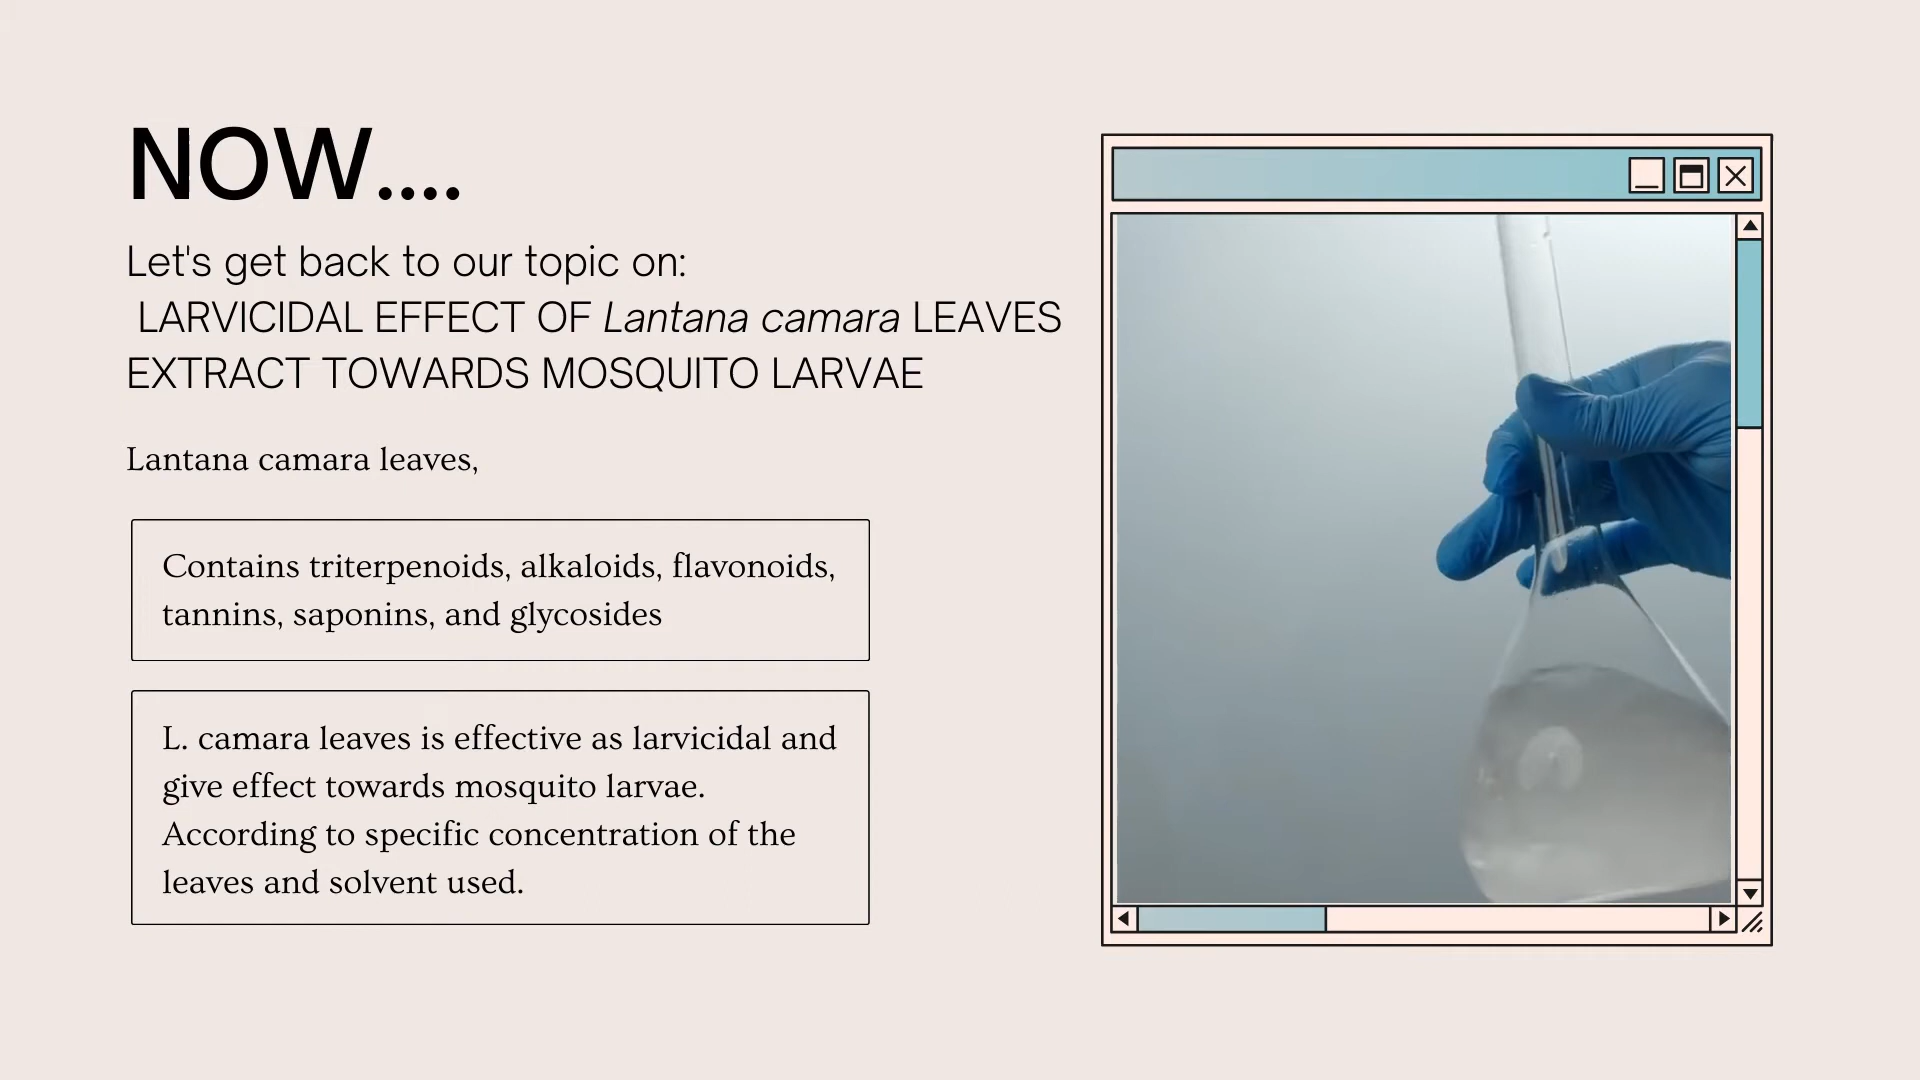 NOW....
Let's get back to our topic on:
LARVICIDAL EFFECT OF Lantana camara LEAVES
EXTRACT TOWARDS MOSQUITO LARVAE
Lantana camara leaves,
Contains triterpenoids, alkaloids, flavonoids,
tannins, saponins, and glycosides
L. camara leaves is effective as larvicidal and
give effect towards mosquito larvae.
According to specific concentration of the
leaves and solvent used.